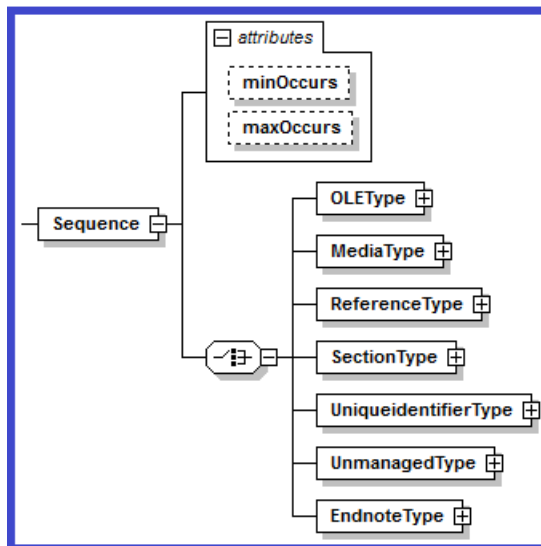 attributes
minOccurs
maxOccurs
Sequence
OLEType
MediaType
ReferenceType
SectionType
UniqueidentifierType
UnmanagedType
EndnoteType